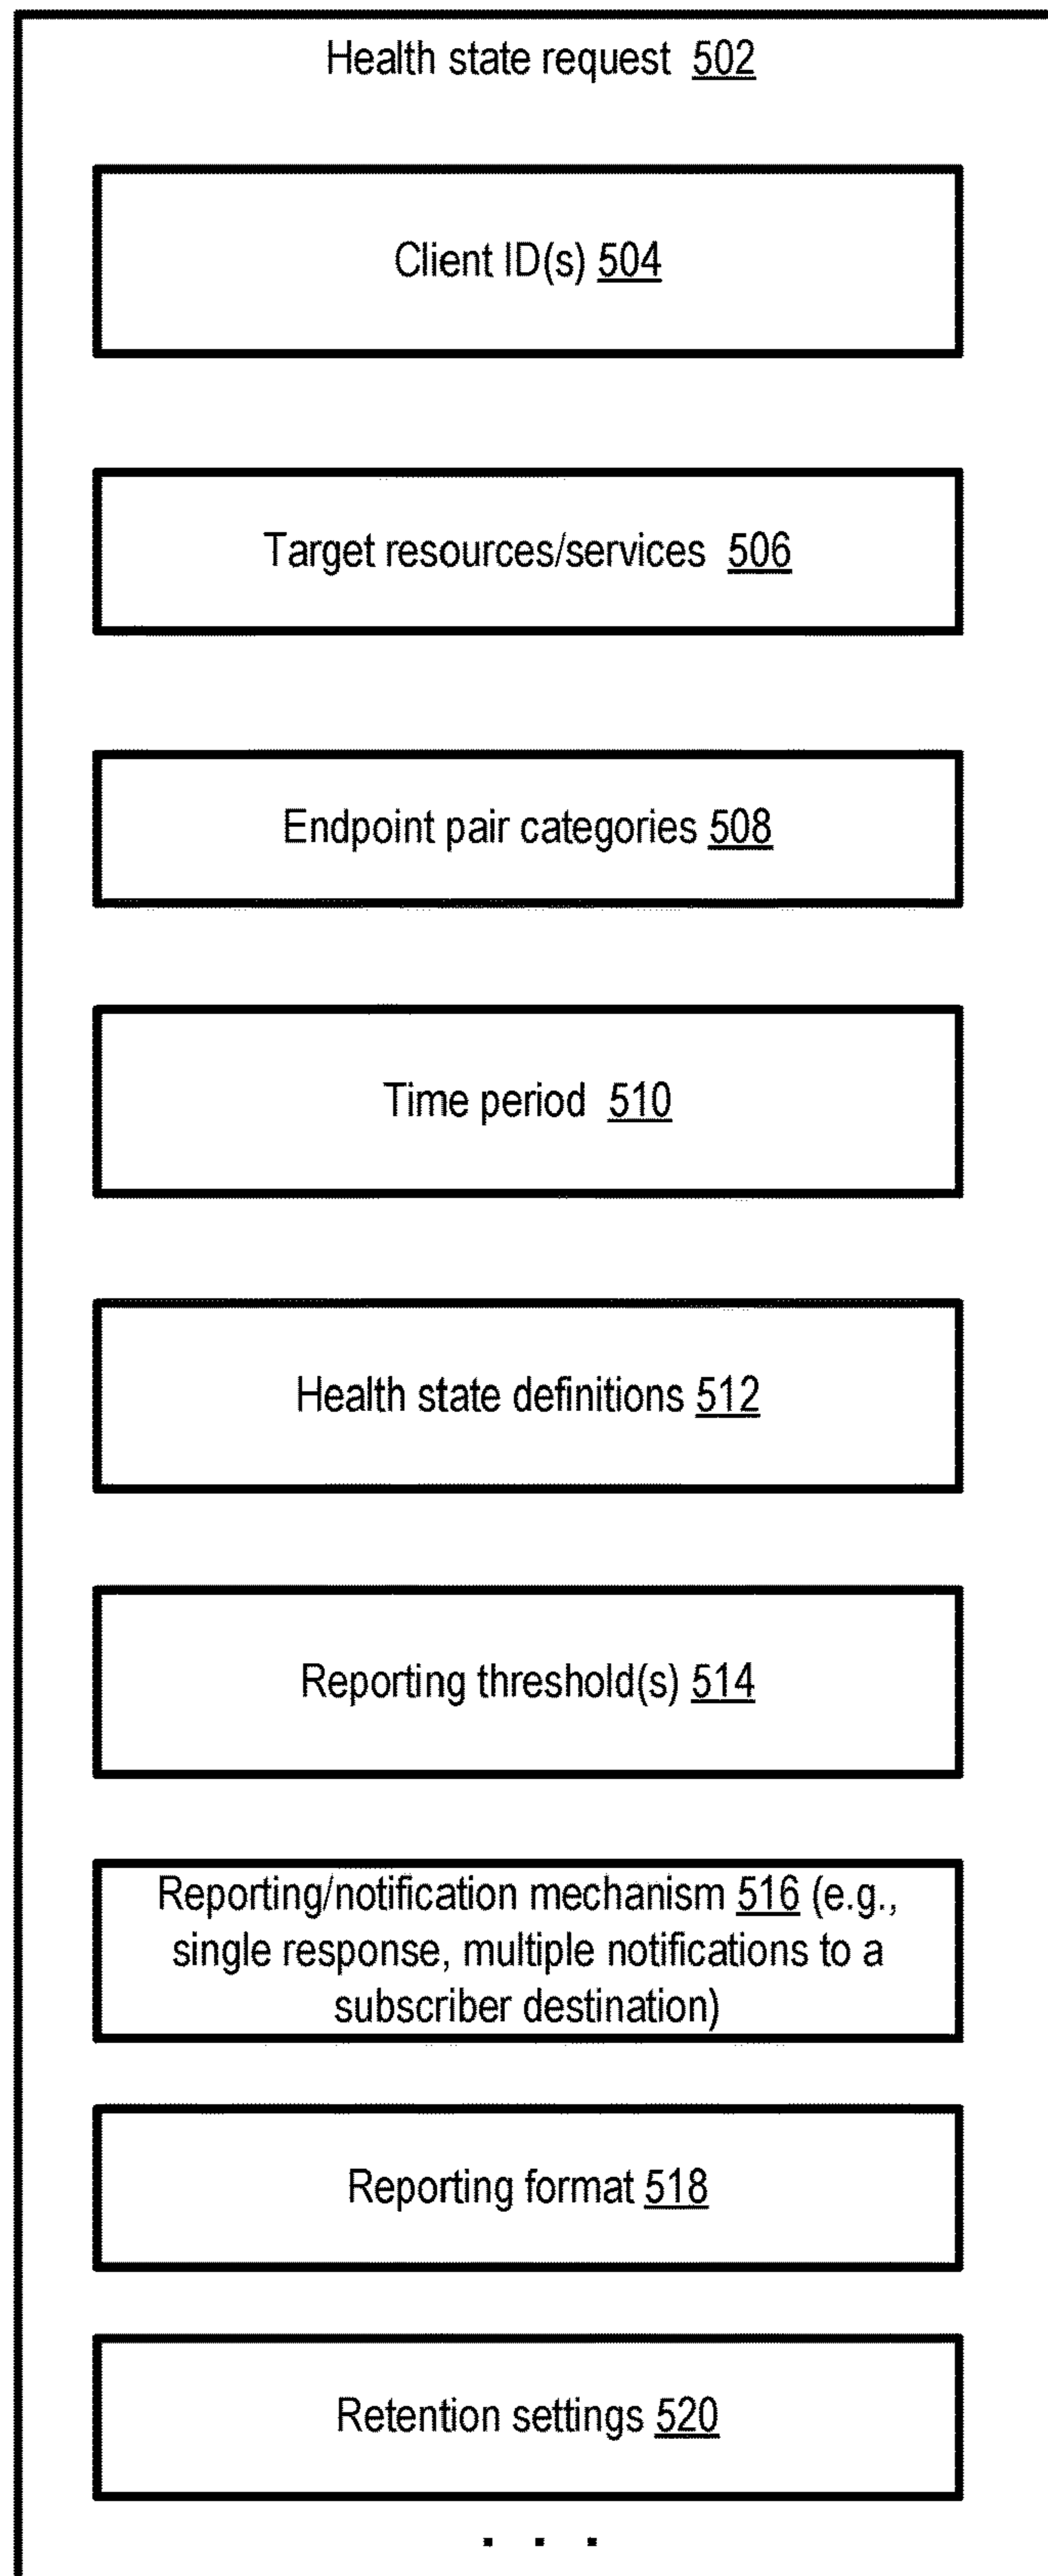 Health state request 502
Client ID(s) 504
Target resources/services 506
Endpoint pair categories 508
Time period 510
Health state definitions 512
Reporting threshold(s) 514
Reporting/notification mechanism 516 (e.g.,
single response, multiple notifications to a
subscriber destination)
Reporting format 518
Retention settings 520
. . .